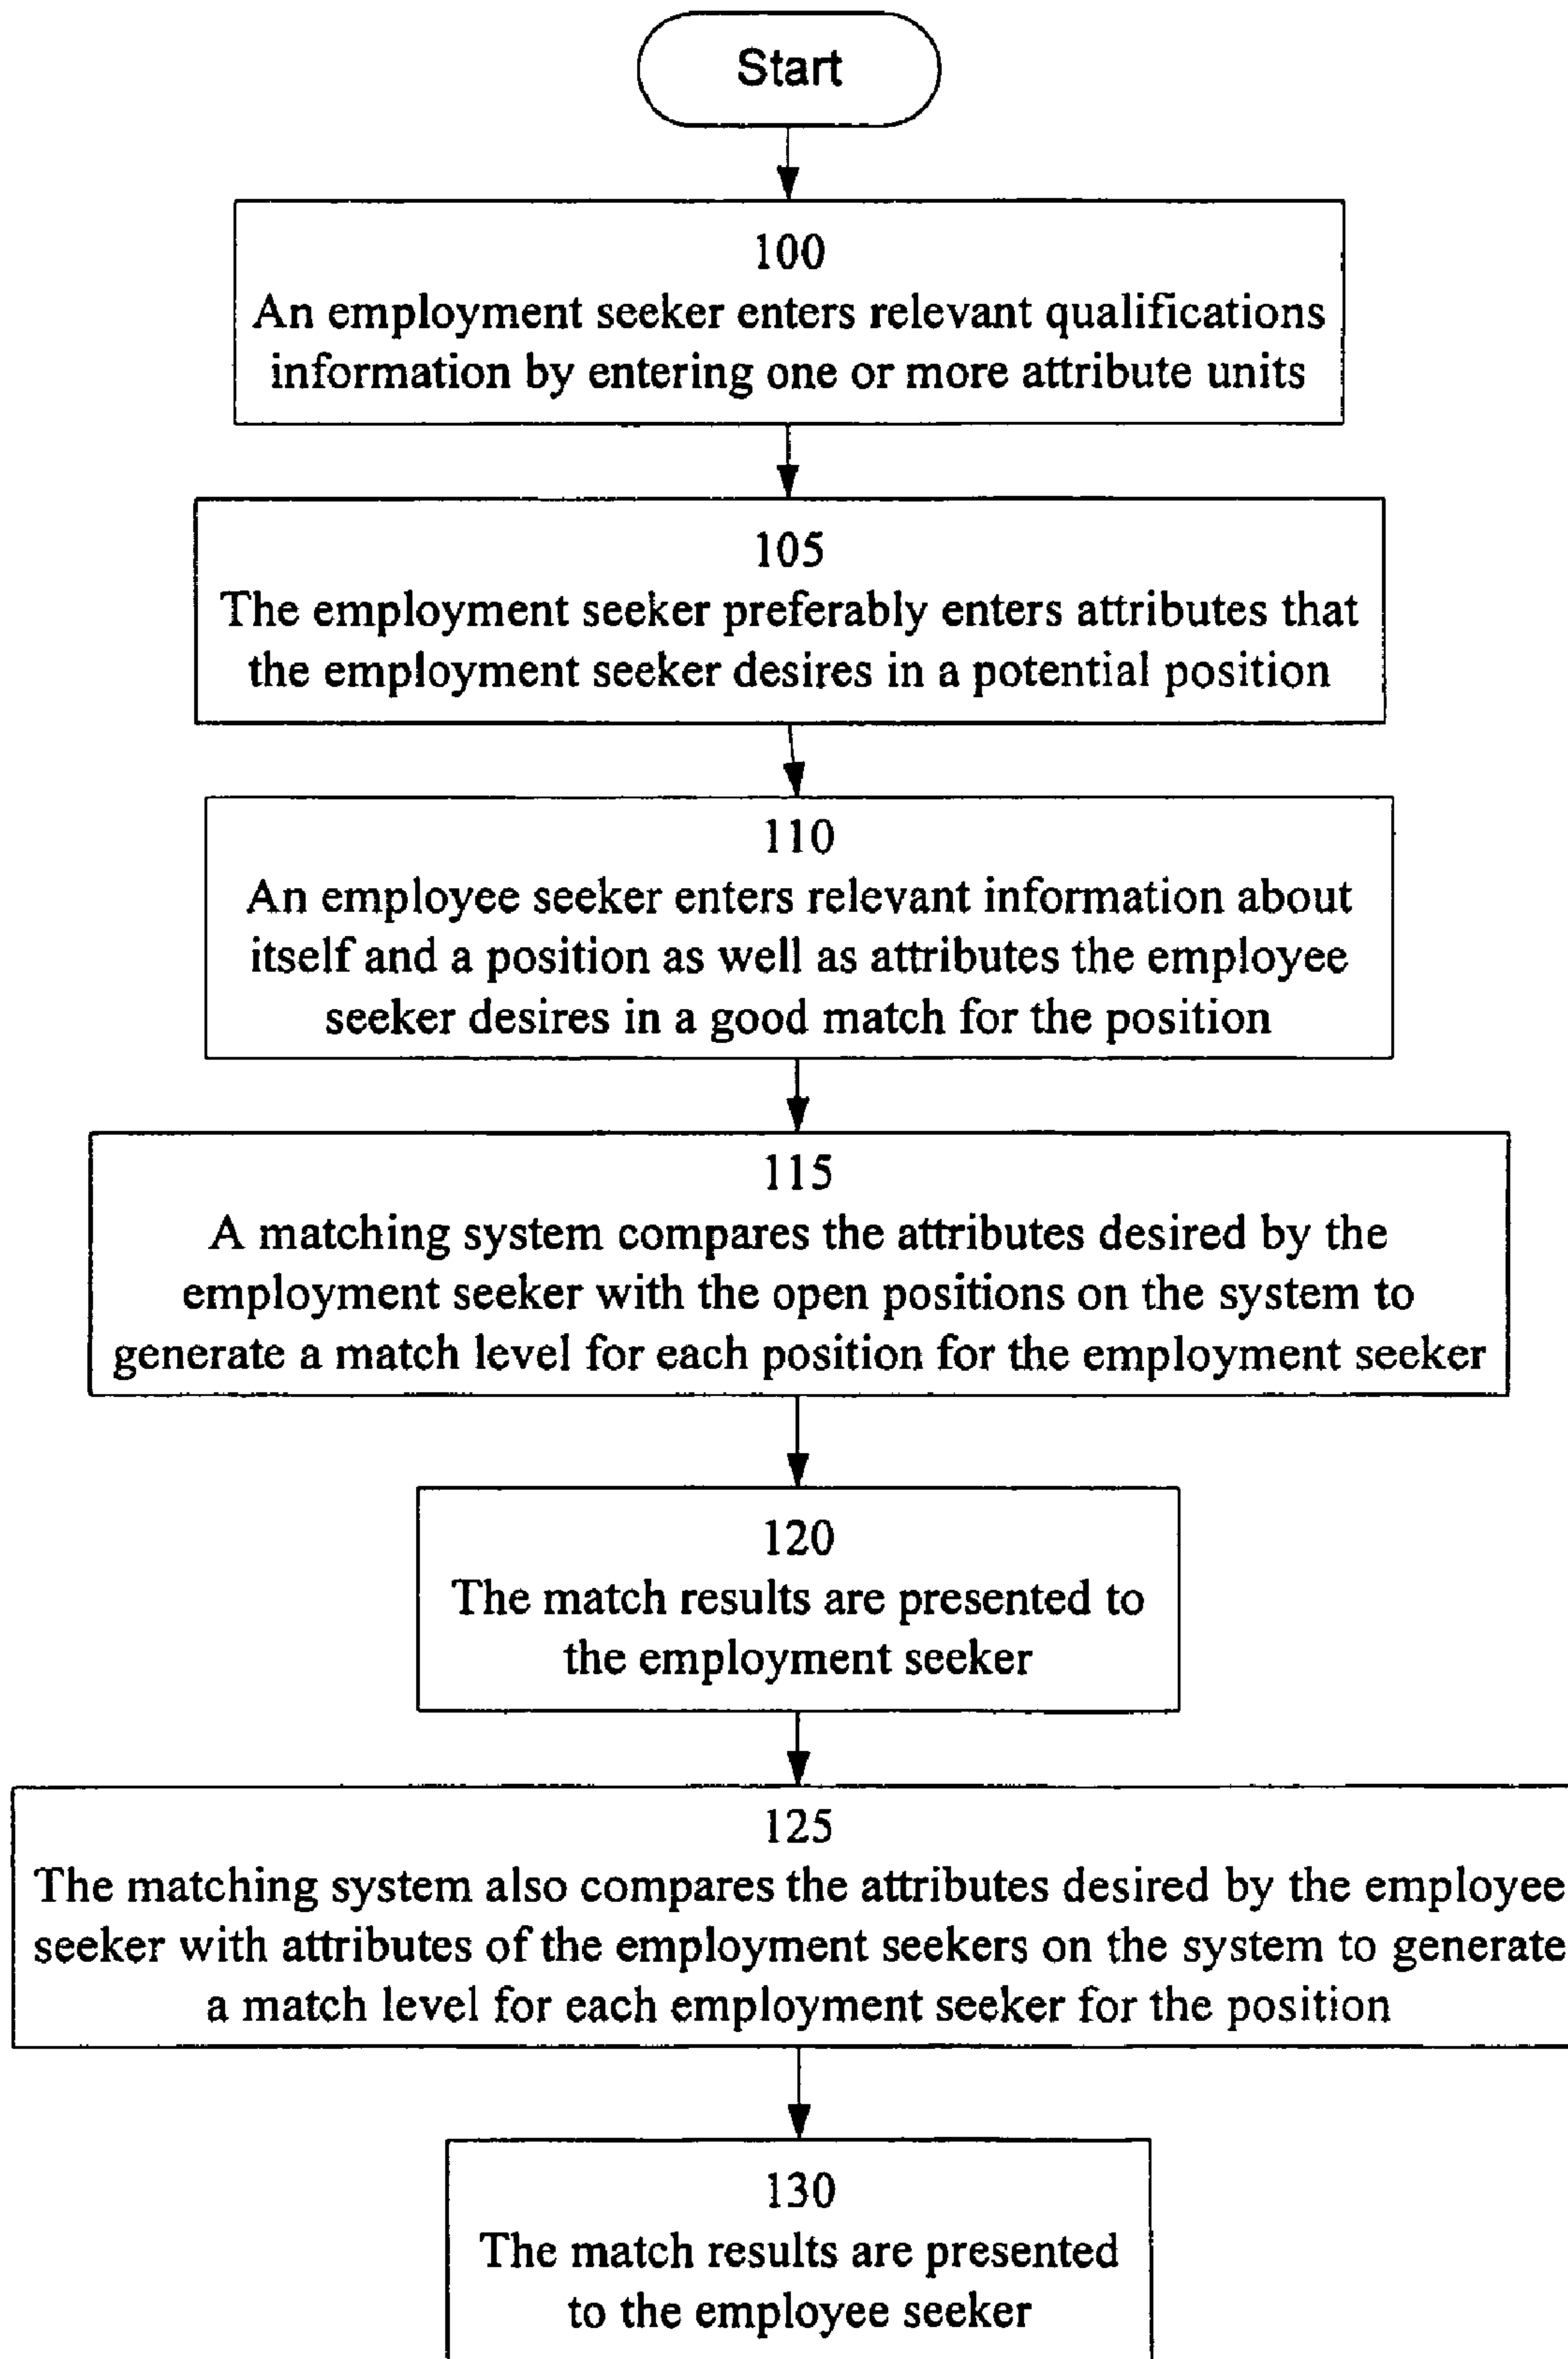 Start
100
An employment seeker enters relevant qualifications
information by entering one or more attribute units
105
The employment seeker preferably enters attributes that
the employment seeker desires in a potential position
110
An employee seeker enters relevant information about
itself and a position as well as attributes the employee
seeker desires in a good match for the position
115
A matching system compares the attributes desired by the
employment seeker with the open positions on the system to
generate a match level for each position for the employment seeker
120
The match results are presented to
the employment seeker
125
The matching system also compares the attributes desired by the employee
seeker with attributes of the employment seekers on the system to generate
a match level for each employment seeker for the position
130
The match results are presented
to the employee seeker